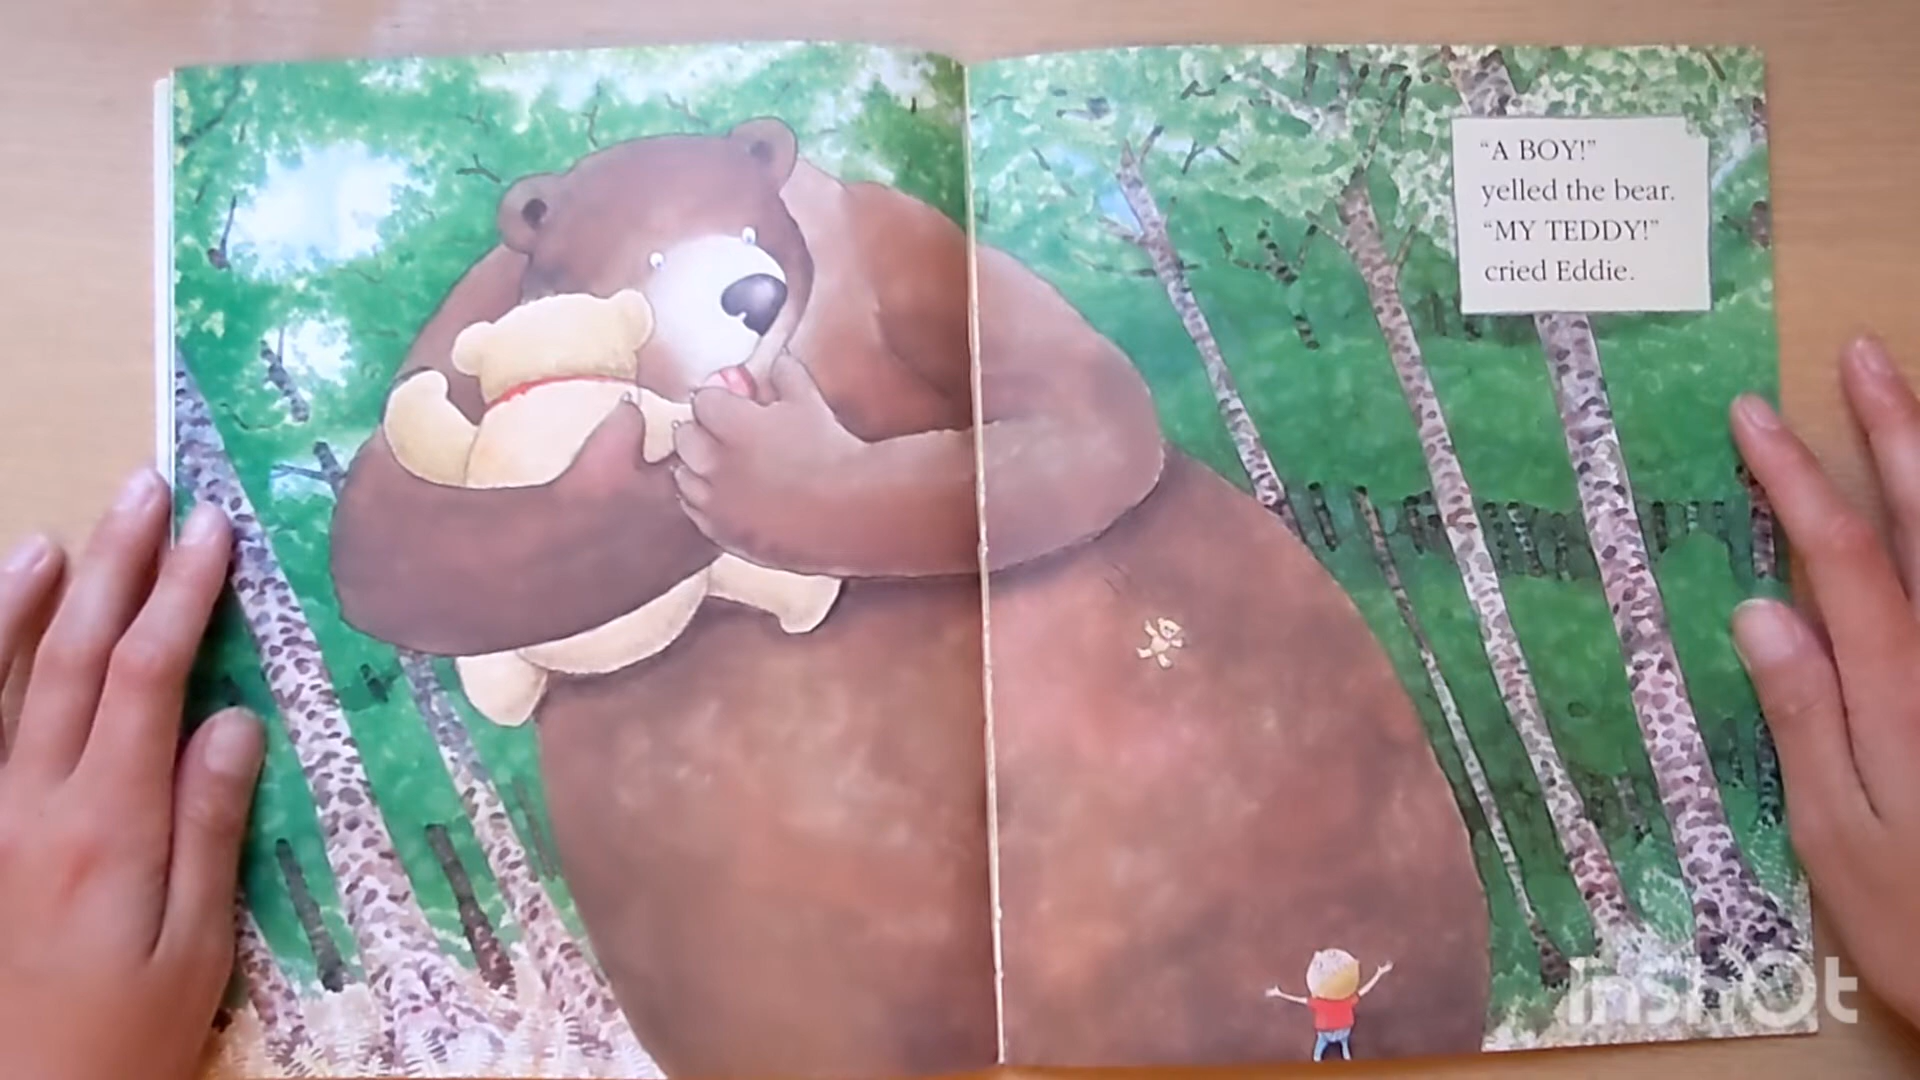 “A BOY!”
yelled the bear.
“MY TEDDY!”
cried Eddie.
InShOt